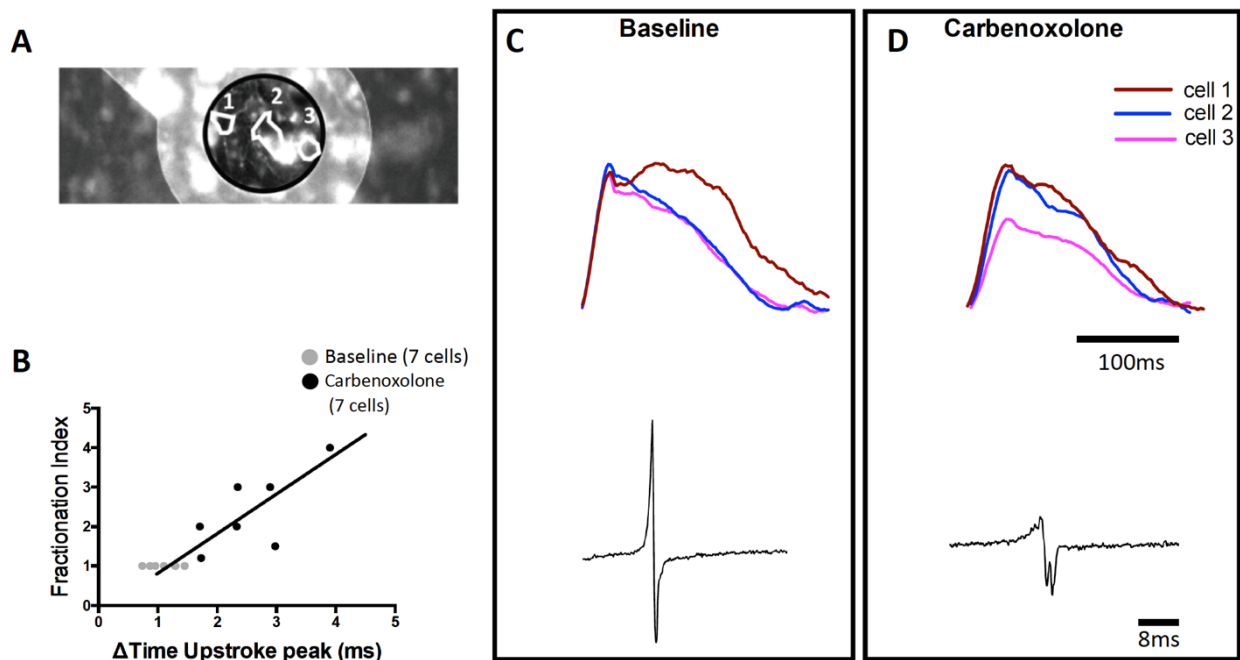 A
1
2
3
B
Baseline (7 cells)
Carbenoxolone
(7 cells)
Fractionation Index
5
4
3
2
1
0
0
1
2
3
4
5
ΔTime Upstroke peak (ms)
C
Baseline
D
Carbenoxolone
cell 1
cell 2
cell 3
100ms
8ms